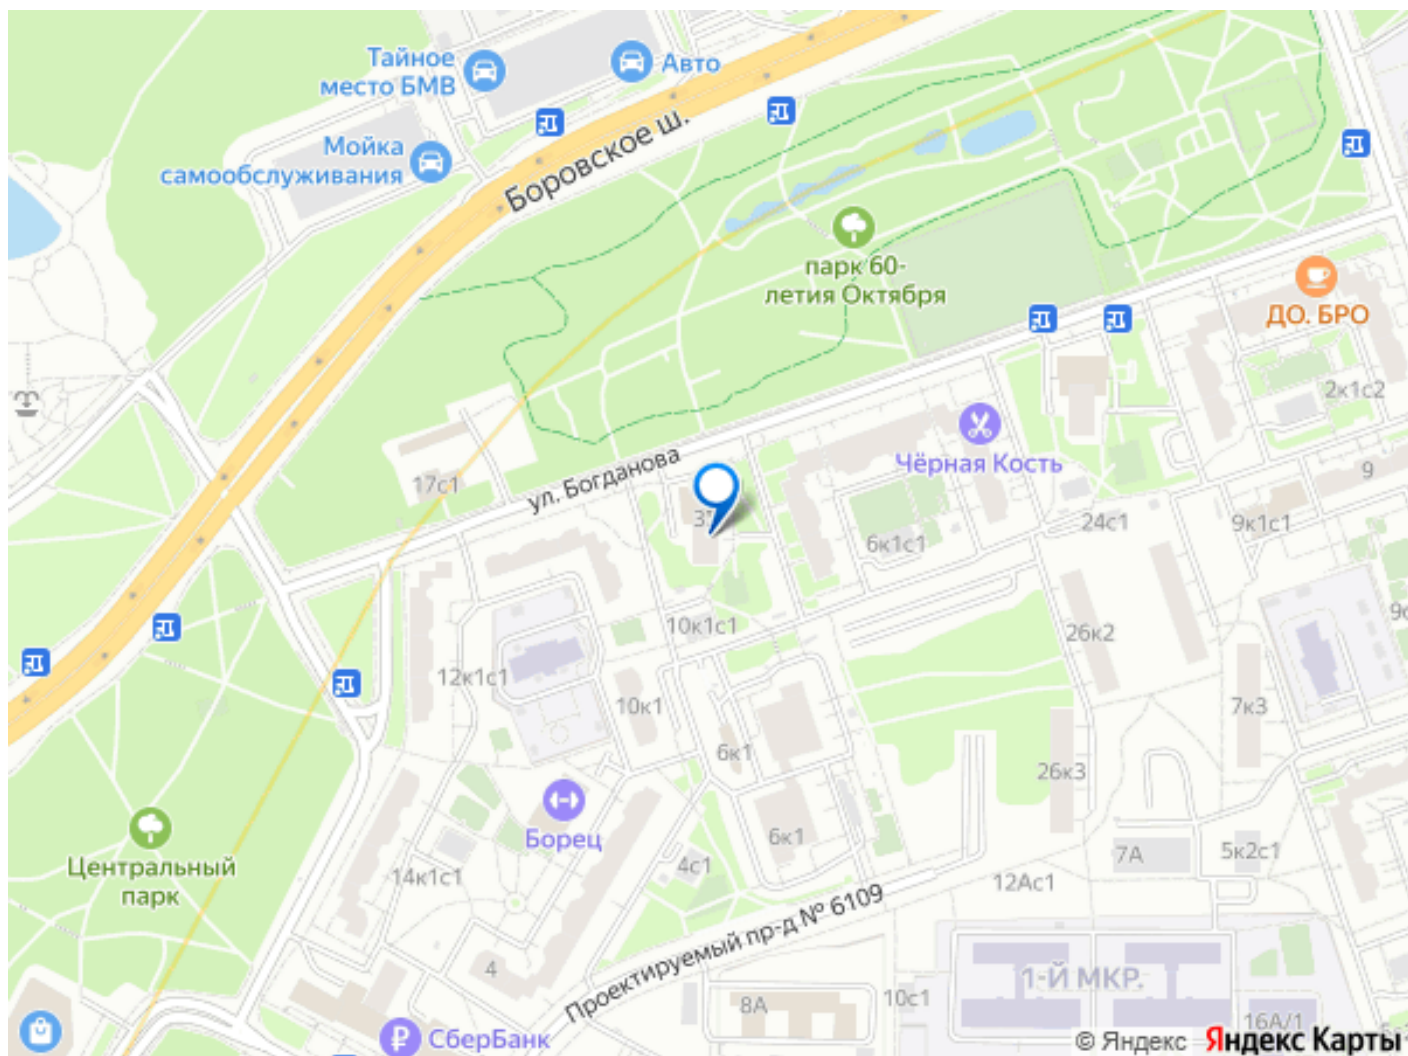 Тайное
место БМВ
Авто
Мойка
самообслуживания
Боровское ш.
парк 60-
летия Октября
ДО. БРО
2к1с2
Чёрная Кость
9
17с1
ул. Богданова
24с1
9к1с1
6к1с1
10к1с1
26к2
12к1с1
10к1
7к3
6к1
26к3
Борец
6к1
7А
5к2с1
Центральный
парк
14к1с1
4с1
12Ас1
Проектируемый пр-д № 6109
4
1-Й МКР.
8А
10с1
16А/1
СберБанк
© Яндекс Яндекс Карты